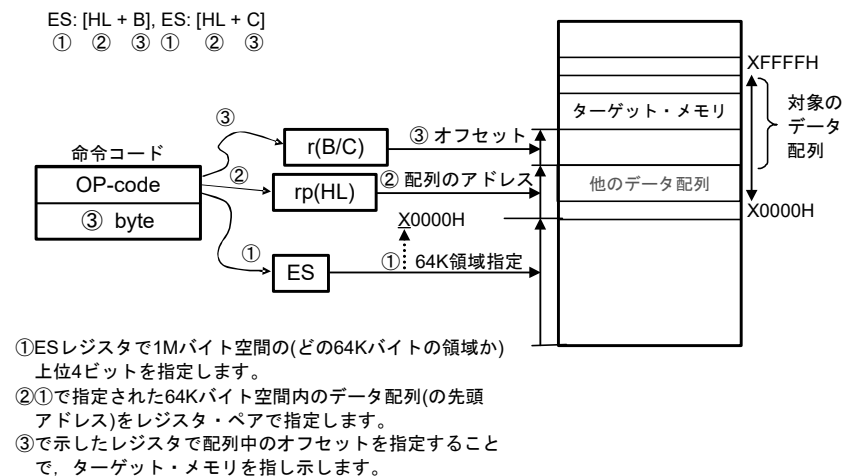 ES: [HL + B], ES: [HL + C]
① ② ③ ① ② ③
XFFFFH
対象の
データ
配列
ターゲット・メモリ
③
r(B/C)
③ オフセット
命令コード
OP-code
②
rp(HL)
② 配列のアドレス
他のデータ配列
③ byte
X0000H
X0000H
①
ES
① 64K領域指定
①ESレジスタで1Mバイト空間の(どの64Kバイトの領域か)
上位4ビットを指定します。
②①で指定された64Kバイト空間内のデータ配列(の先頭
アドレス)をレジスタ・ペアで指定します。
③で示したレジスタで配列中のオフセットを指定すること
で，ターゲット・メモリを指し示します。